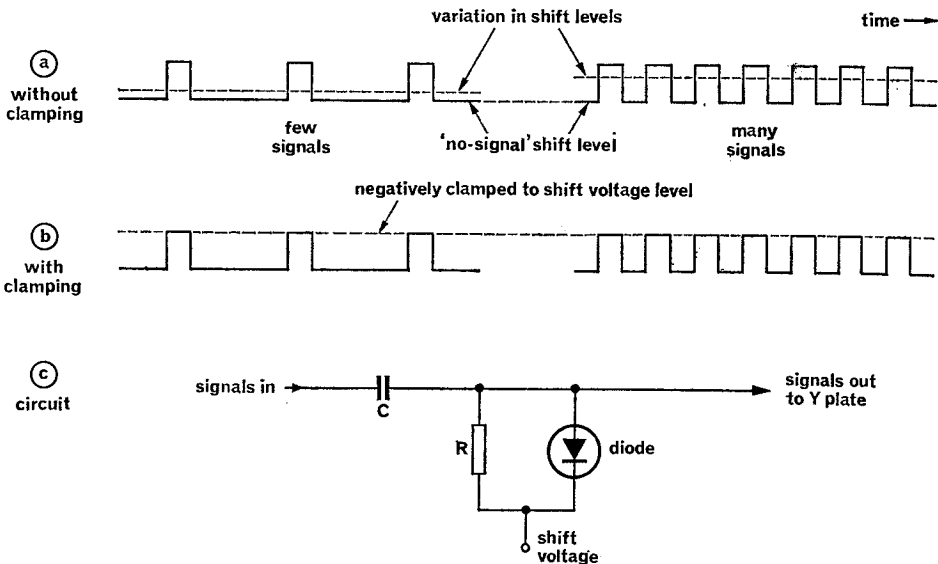 variation in shift levels
time
a
without
clamping
few
signals
'no-signal' shift level
many
signals
negatively clamped to shift voltage level
b
with
clamping
c
circuit
signals in
C
R
diode
signals out
to Y plate
shift
voltage